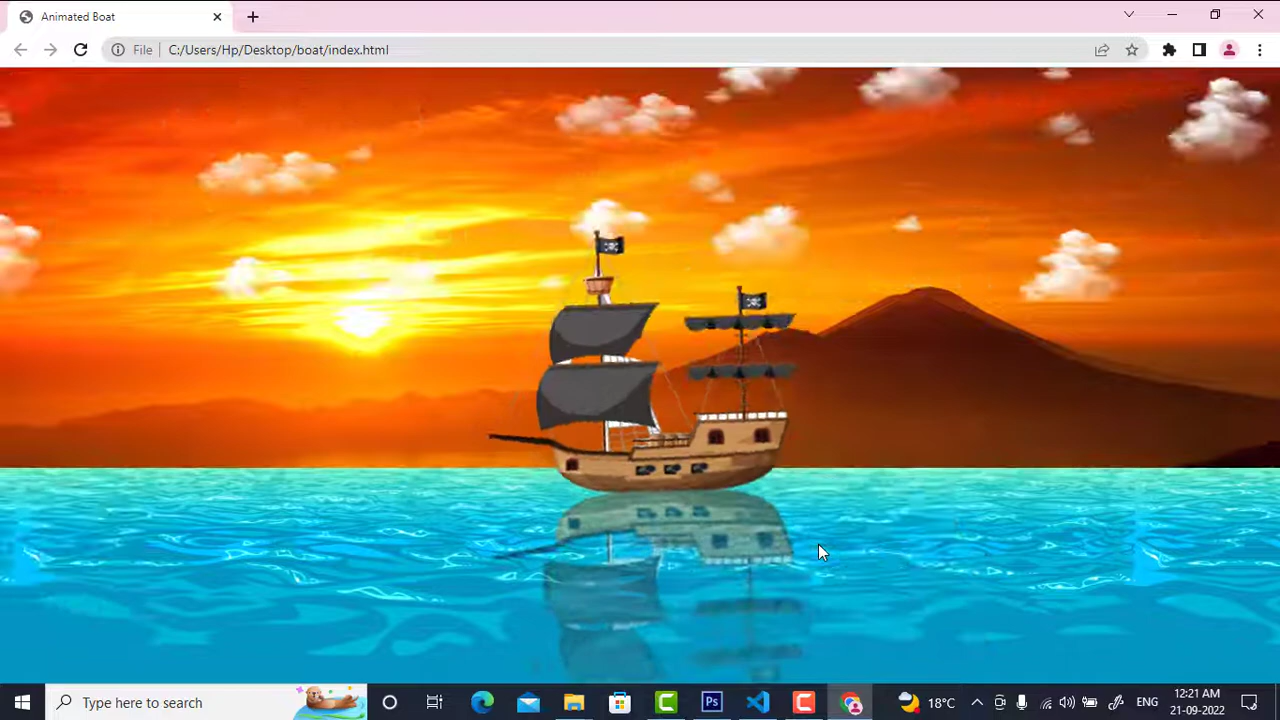 Animated Boat
File
C:/Users/Hp/Desktop/boat/index.html
Type here to search
Ps
18°C
ENG
12:21 AM
21-09-2022